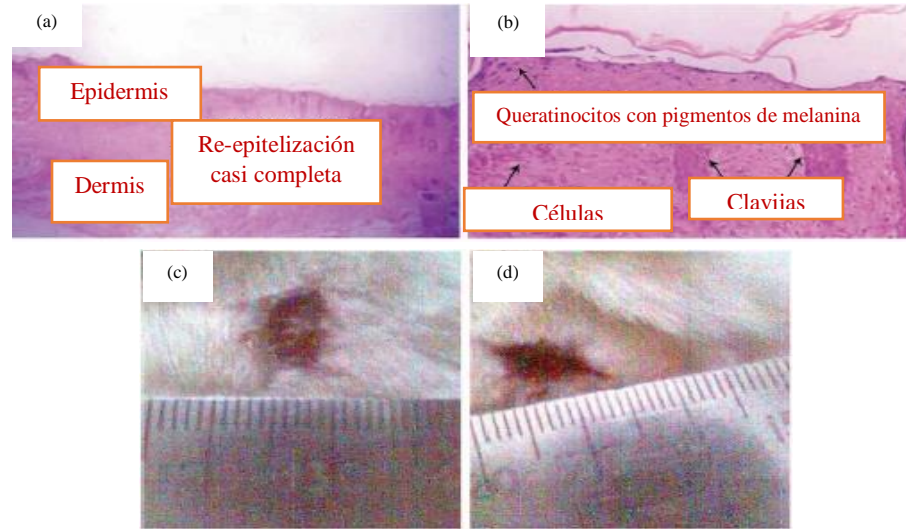 (a)
Epidermis
Re-epitelización
casi completa
Dermis
(b)
Queratinocitos con pigmentos de melanina
Células
Clavijas
(c)
(d)